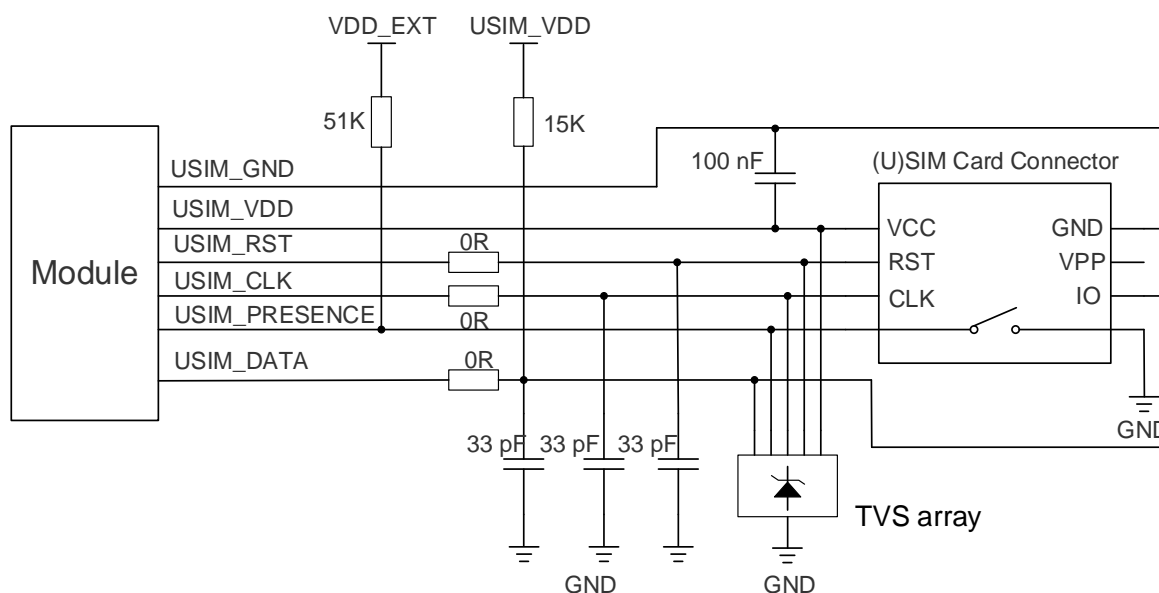 VDD_EXT
USIM_VDD
51K
15K
100 nF
(U)SIM Card Connector
Module
USIM_GND
USIM_VDD
USIM_RST
0R
USIM_CLK
USIM_PRESENCE
0R
USIM_DATA
0R
VCC
GND
RST
VPP
CLK
IO
GND
33 pF
33 pF
33 pF
TVS array
GND
GND